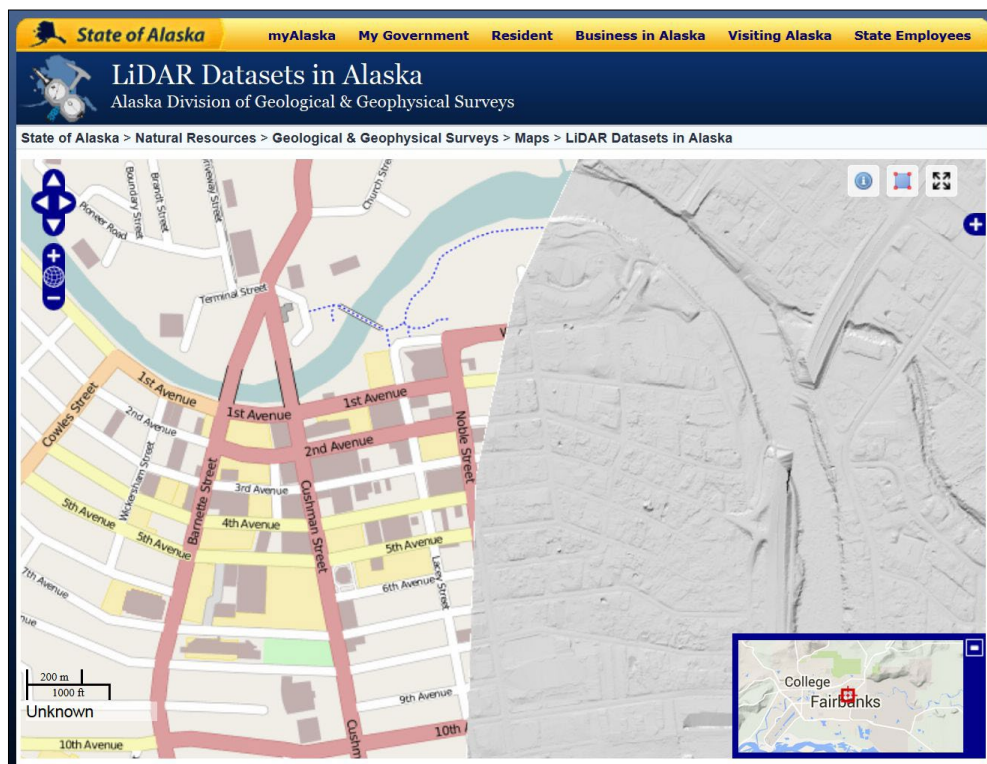 State of Alaska
myAlaska My Government Resident Business in Alaska Visiting Alaska State Employees
LiDAR Datasets in Alaska
Alaska Division of Geological & Geophysical Surveys
State of Alaska > Natural Resources > Geological & Geophysical Surveys > Maps > LiDAR Datasets in Alaska
Boundary Street
Brandt Street
Driveway Street
Church Stre
Pioneer Road
Terminal Street
1st Avenue
1st Avenue
1st Avenue
Cowles Street
2nd Avenue
2nd Avenue
Noble Street
Wickersham Street
Barnette Street
3rd Avenue
Cushman Street
4th Avenue
5th Avenue
5th Avenue
5th Avenue
6th Avenue
Lacey Street
7th Avenue
nue
9th Avenue
10th Avenue
10th A
Cushm
200 m
1000 ft
Unknown
College
Fairbanks